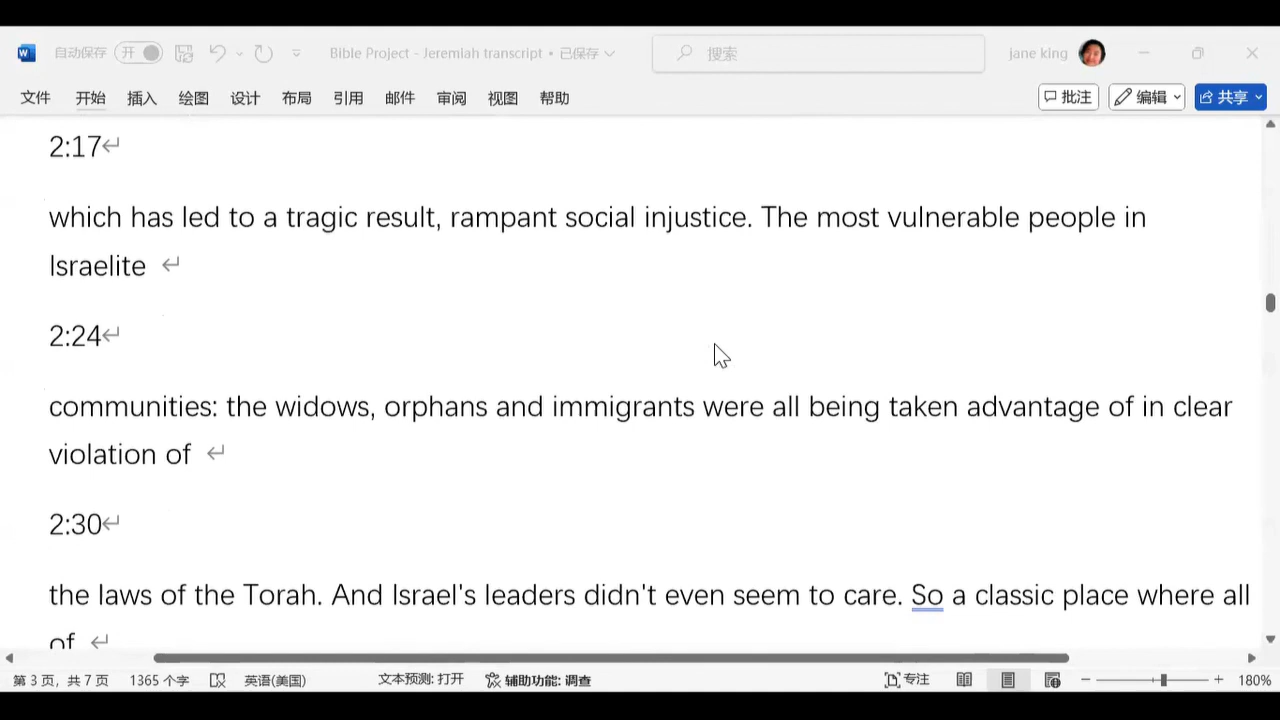 自动保存 开 Bible Project - Jeremiah transcript • 已保存 搜索 jane king
文件 开始 插入 绘图 设计 布局 引用 邮件 审阅 视图 帮助 批注 编辑 共享
2:17
which has led to a tragic result, rampant social injustice. The most vulnerable people in
Israelite
2:24
communities: the widows, orphans and immigrants were all being taken advantage of in clear
violation of
2:30
the laws of the Torah. And Israel's leaders didn't even seem to care. So a classic place where all
of
第 3 页，共 7 页 1365 个字 英语(美国) 文本预测: 打开 辅助功能: 调查 专注 180%